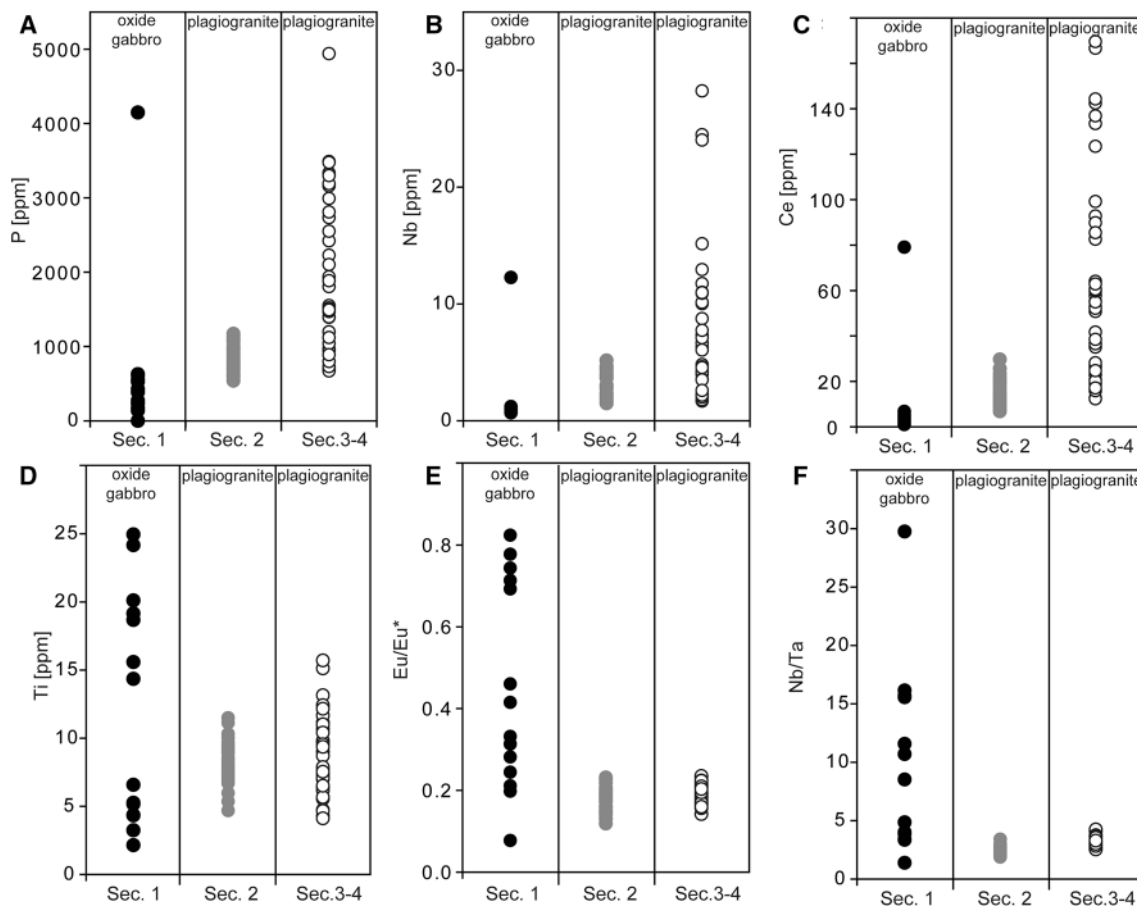 A
oxide
gabbro
plagiogranite
plagiogranite
5000
4000
3000
2000
1000
0
P [ppm]
Sec. 1
Sec. 2
Sec.3-4
B
oxide
gabbro
plagiogranite
plagiogranite
30
20
10
0
Nb [ppm]
Sec. 1
Sec. 2
Sec.3-4
C
oxide
gabbro
plagiogranite
plagiogranite
140
100
60
20
0
Ce [ppm]
Sec. 1
Sec. 2
Sec.3-4
D
oxide
gabbro
plagiogranite
plagiogranite
25
20
15
10
5
0
Ti [ppm]
Sec. 1
Sec. 2
Sec.3-4
E
oxide
gabbro
plagiogranite
plagiogranite
0.8
0.6
0.4
0.2
0.0
Eu/Eu*
Sec. 1
Sec. 2
Sec.3-4
F
oxide
gabbro
plagiogranite
plagiogranite
30
25
20
15
10
5
0
Nb/Ta
Sec. 1
Sec. 2
Sec.3-4